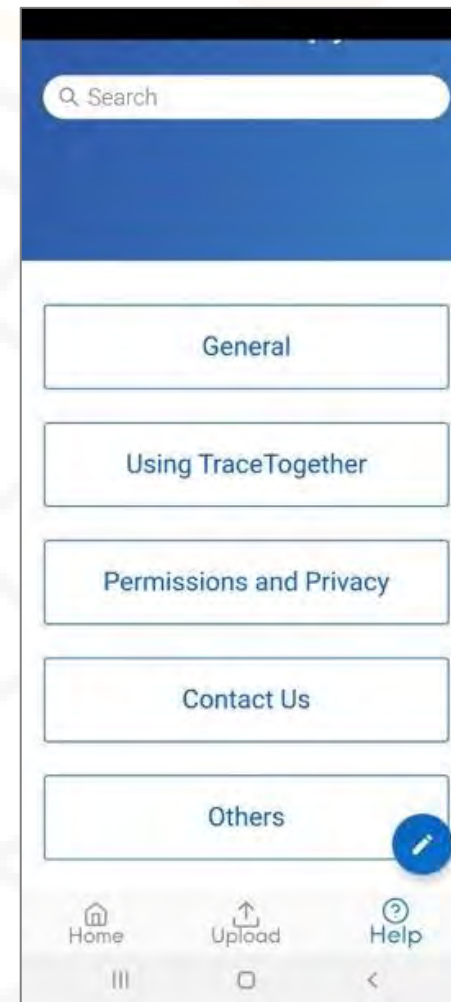 Search
General
Using TraceTogether
Permissions and Privacy
Contact Us
Others
Home
Upload
Help